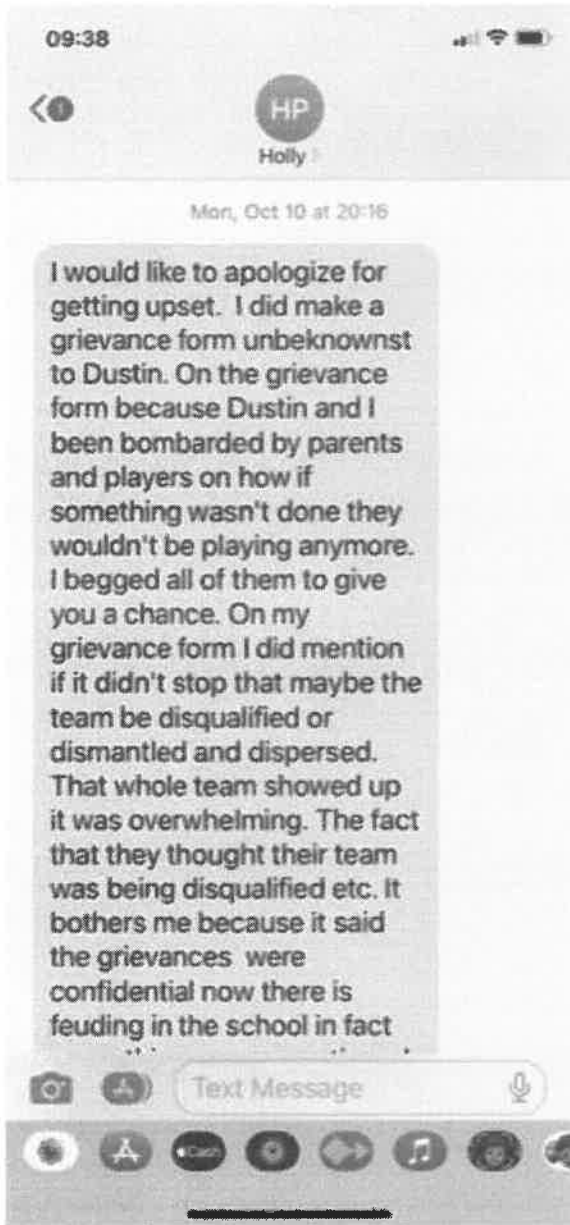 09:38
HP
Holly
Mon, Oct 10 at 20:16
I would like to apologize for
getting upset.  I did make a
grievance form unbeknownst
to Dustin. On the grievance
form because Dustin and I
been bombarded by parents
and players on how if
something wasn't done they
wouldn't be playing anymore.
I begged all of them to give
you a chance. On my
grievance form I did mention
if it didn't stop that maybe the
team be disqualified or
dismantled and dispersed.
That whole team showed up
it was overwhelming. The fact
that they thought their team
was being disqualified etc. It
bothers me because it said
the grievances  were
confidential now there is
feuding in the school in fact
Text Message
Cash